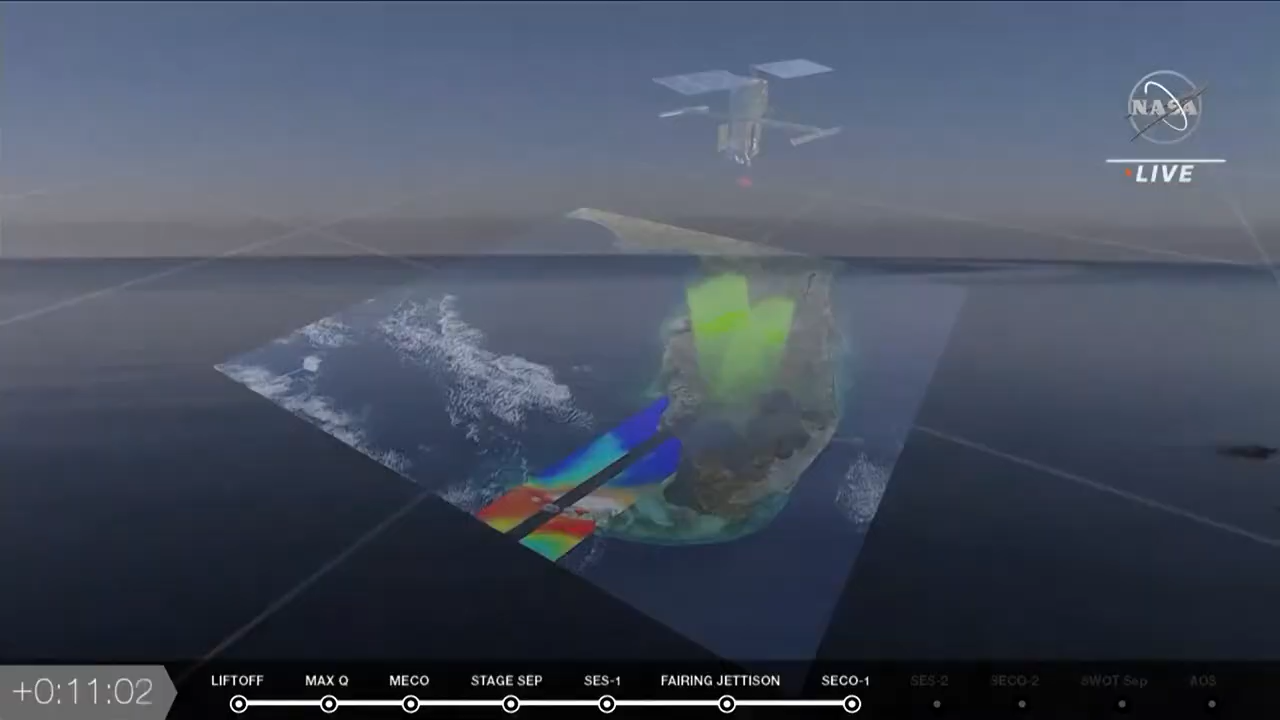 NASA
LIVE
+0:11:02
LIFTOFF
MAX Q
MECO
STAGE SEP
SES-1
FAIRING JETTISON
SECO-1
SES-2
SECO-2
SWOT Sep
AOS